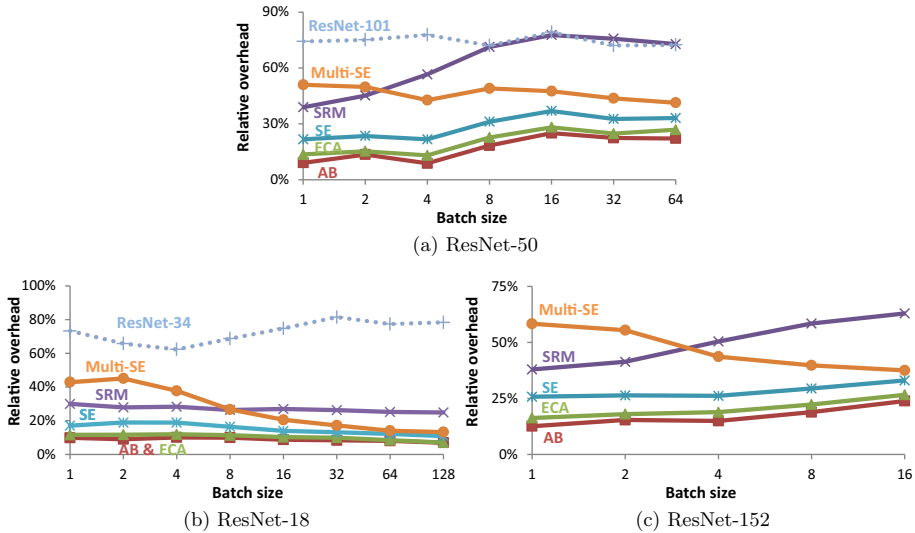 90%
60%
30%
0%
Relative overhead
ResNet-101
Multi-SE
SRM
SE
ECA
AB
1 2 4 8 16 32 64
Batch size
(a) ResNet-50
100%
80%
60%
40%
20%
0%
Relative overhead
ResNet-34
Multi-SE
SRM
SE
AB & ECA
1 2 4 8 16 32 64 128
Batch size
(b) ResNet-18
75%
50%
25%
0%
Relative overhead
Multi-SE
SRM
SE
ECA
AB
1 2 4 8 16
Batch size
(c) ResNet-152